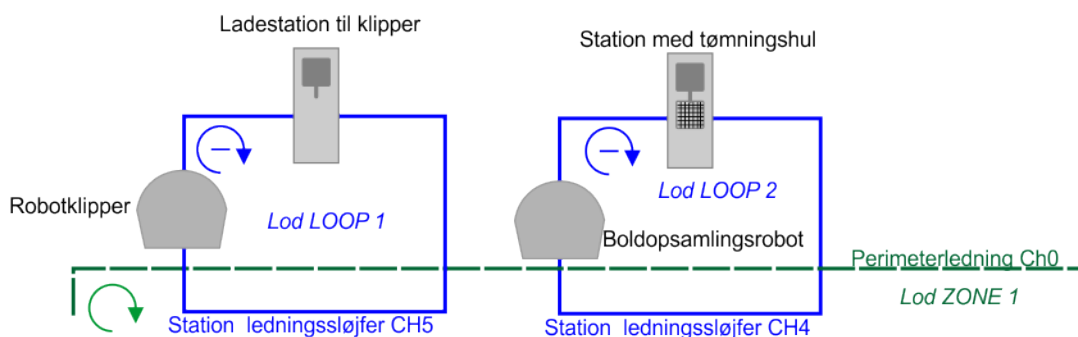 Ladestation til klipper
Station med tømningshul
Robotklipper
Lod LOOP 1
Lod LOOP 2
Boldopsamlingsrobot
Perimeterledning Ch0
Lod ZONE 1
Station ledningssløjfer CH5
Station ledningssløjfer CH4